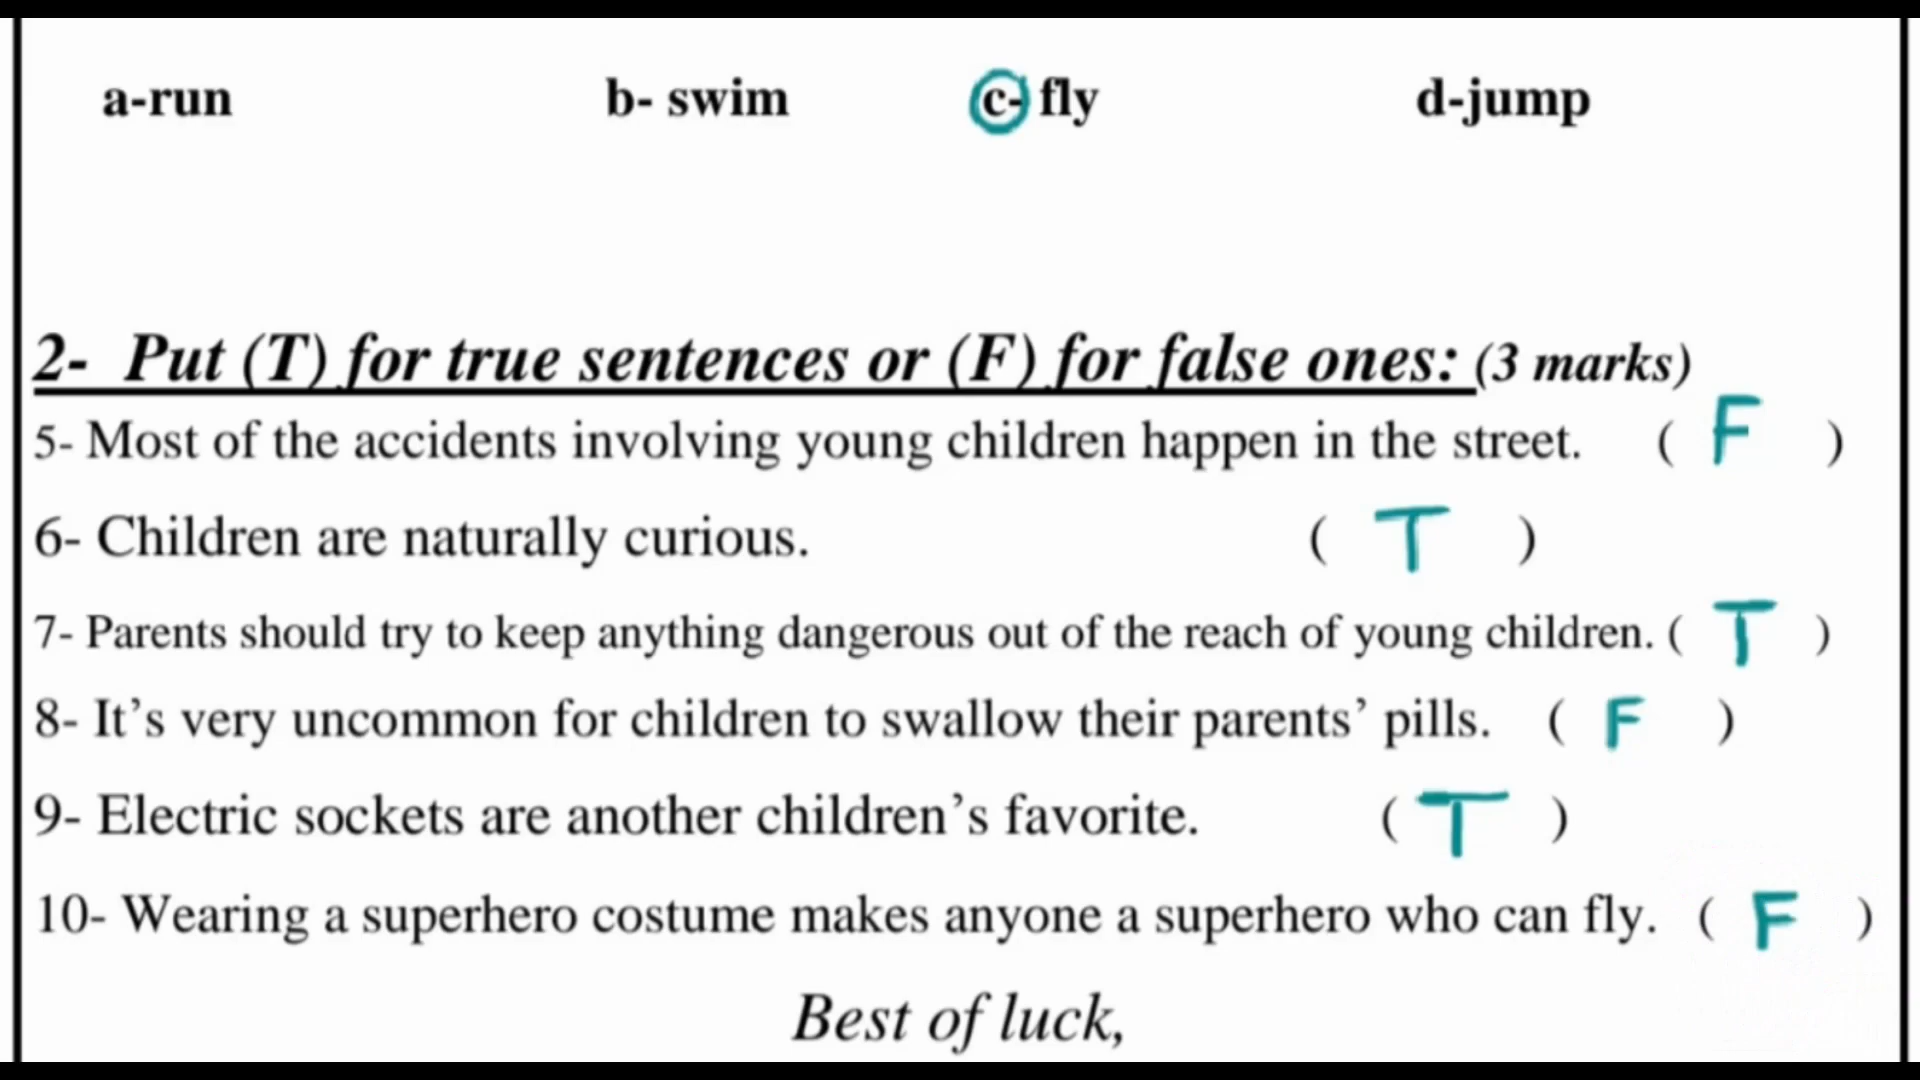 a-run b- swim c- fly d-jump
2- Put (T) for true sentences or (F) for false ones: (3 marks)
5- Most of the accidents involving young children happen in the street. ( F )
6- Children are naturally curious. ( T )
7- Parents should try to keep anything dangerous out of the reach of young children. ( T )
8- It’s very uncommon for children to swallow their parents’ pills. ( F )
9- Electric sockets are another children’s favorite. ( T )
10- Wearing a superhero costume makes anyone a superhero who can fly. ( F )
Best of luck,